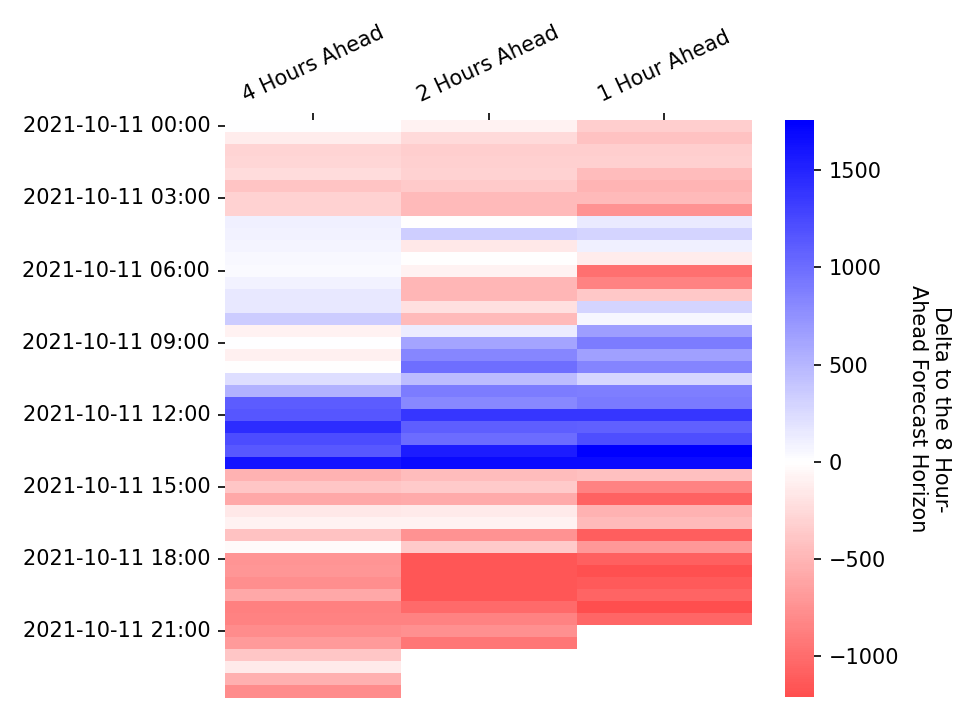 4 Hours Ahead
2 Hours Ahead
1 Hour Ahead
2021-10-11 00:00
2021-10-11 03:00
2021-10-11 06:00
2021-10-11 09:00
2021-10-11 12:00
2021-10-11 15:00
2021-10-11 18:00
2021-10-11 21:00
1500
1000
500
0
−500
−1000
Delta to the 8 Hour-
Ahead Forecast Horizon